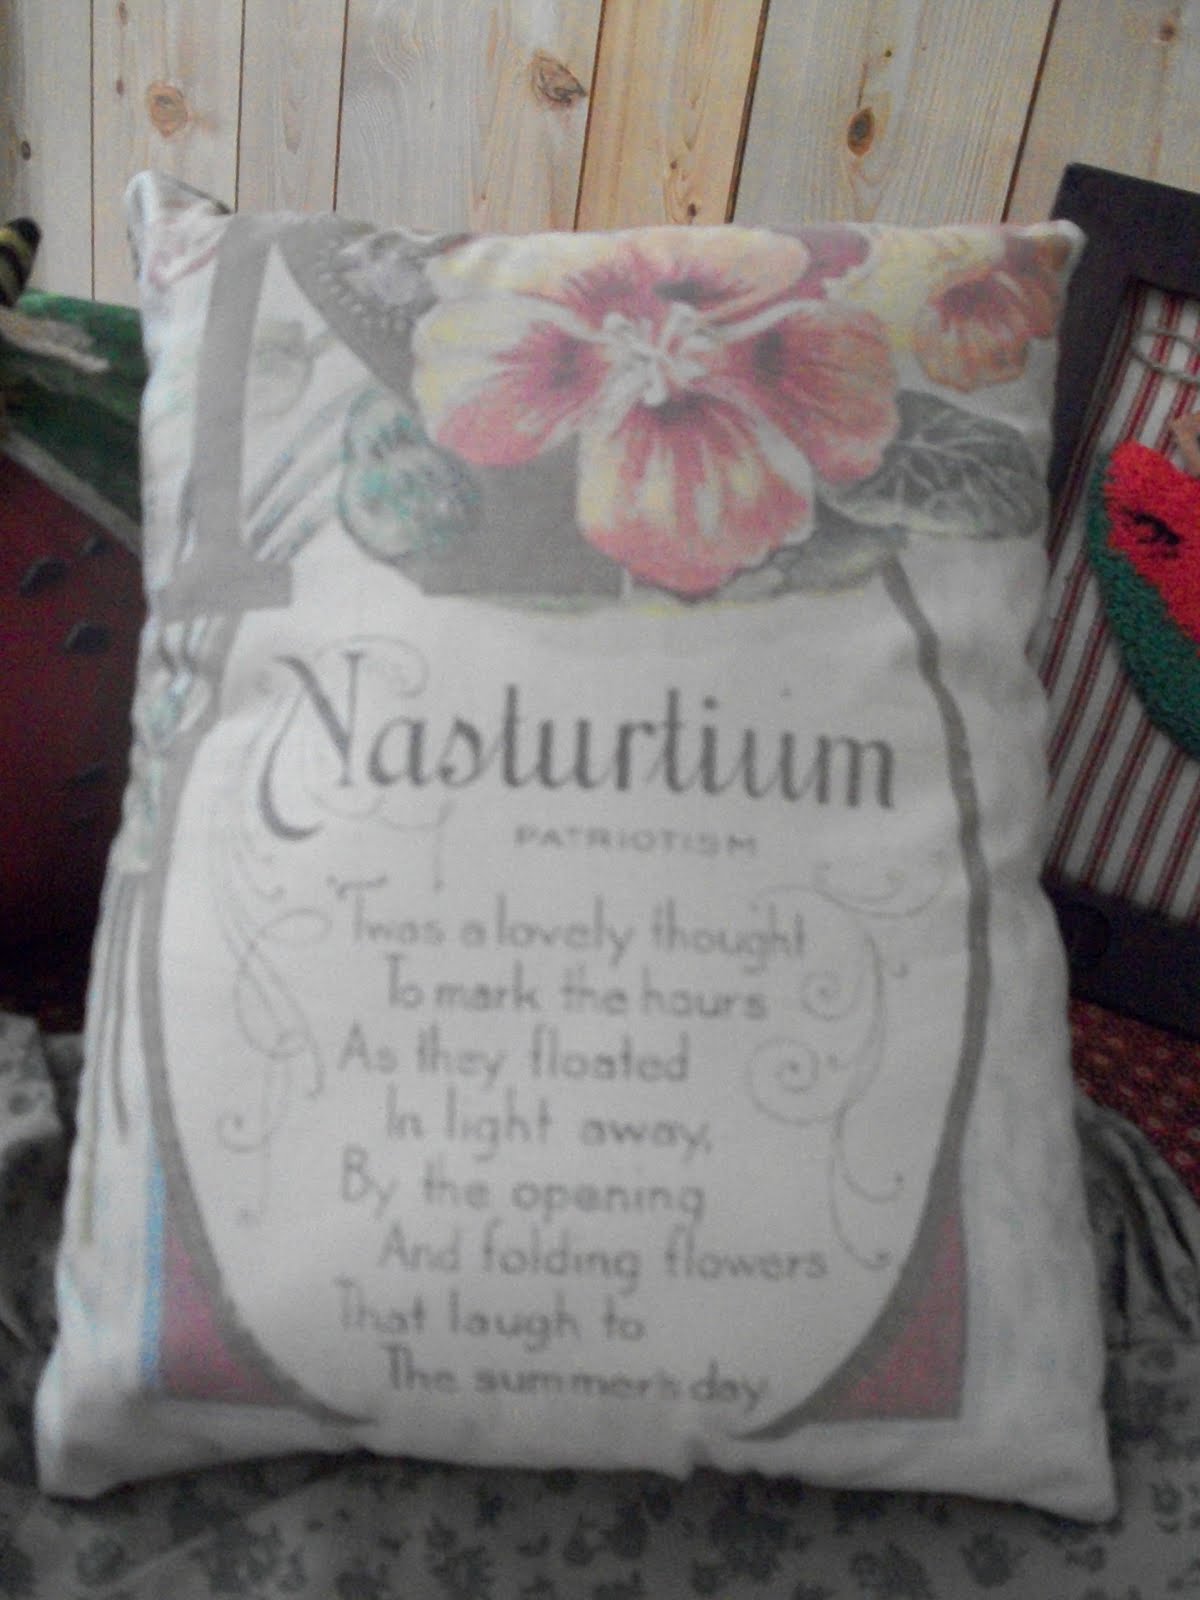 Nasturtium
PATRIOTISM
'Twas a lovely thought
To mark the hours
As they floated
In light away,
By the opening
And folding flowers
That laugh to
The summer's day